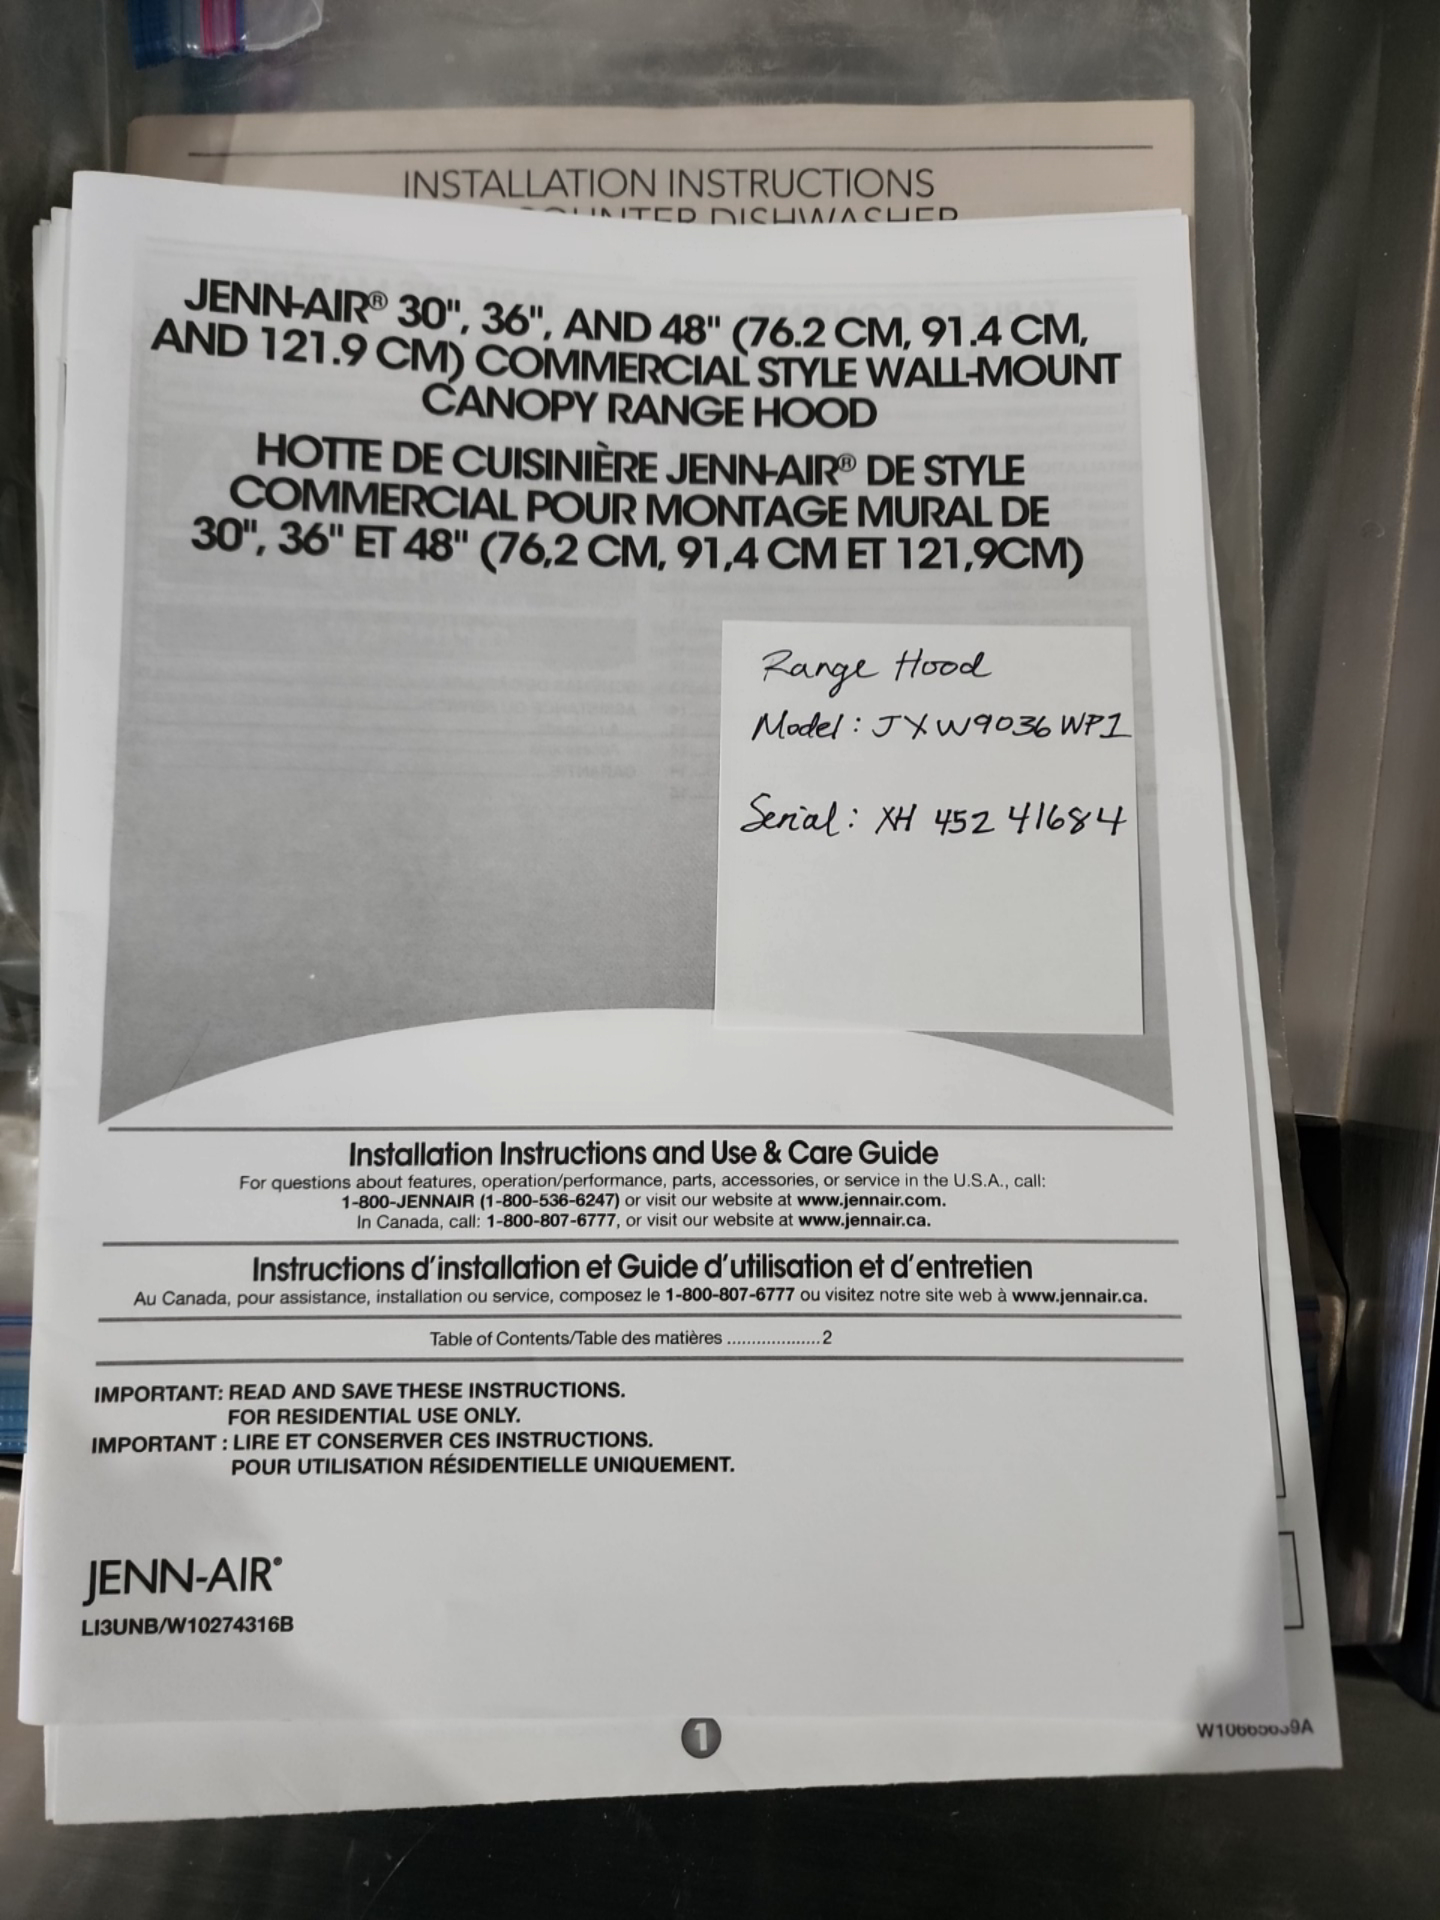 INSTALLATION INSTRUCTIONS
COUNTER DISHWASHER
JENN-AIR® 30", 36", AND 48" (76.2 CM, 91.4 CM,
AND 121.9 CM) COMMERCIAL STYLE WALL-MOUNT
CANOPY RANGE HOOD
HOTTE DE CUISINIÈRE JENN-AIR® DE STYLE
COMMERCIAL POUR MONTAGE MURAL DE
30", 36" ET 48" (76,2 CM, 91,4 CM ET 121,9CM)
Range Hood
Model: JXW9036WP1
Serial: XH 452 41684
Installation Instructions and Use & Care Guide
For questions about features, operation/performance, parts, accessories, or service in the U.S.A., call:
1-800-JENNAIR (1-800-536-6247) or visit our website at www.jennair.com.
In Canada, call: 1-800-807-6777, or visit our website at www.jennair.ca.
Instructions d'installation et Guide d'utilisation et d'entretien
Au Canada, pour assistance, installation ou service, composez le 1-800-807-6777 ou visitez notre site web à www.jennair.ca.
Table of Contents/Table des matières ...................2
IMPORTANT: READ AND SAVE THESE INSTRUCTIONS.
FOR RESIDENTIAL USE ONLY.
IMPORTANT : LIRE ET CONSERVER CES INSTRUCTIONS.
POUR UTILISATION RÉSIDENTIELLE UNIQUEMENT.
JENN-AIR®
LI3UNB/W10274316B
1